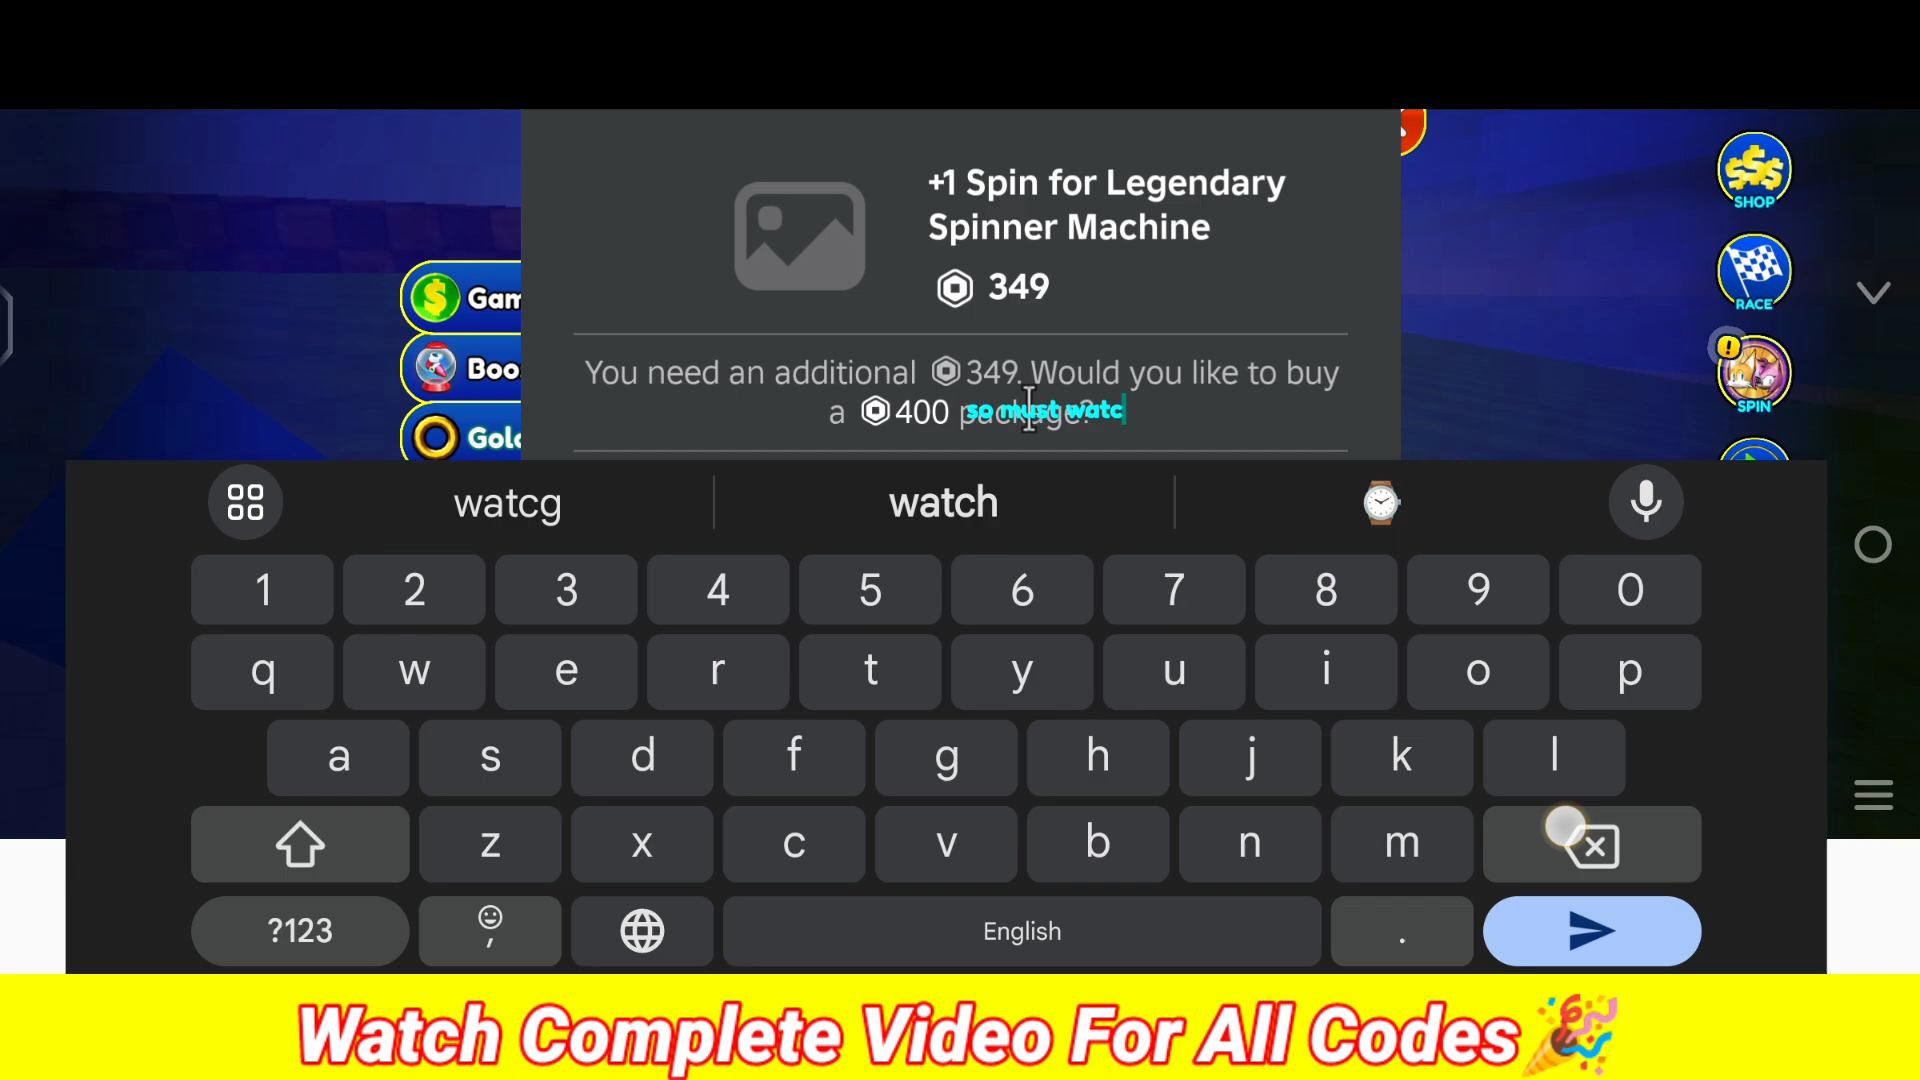 +1 Spin for Legendary
Spinner Machine
349
SHOP
RACE
SPIN
Gam
Boo
Gold
You need an additional 349. Would you like to buy
a 400 package?
so must watc
watcg watch
1 2 3 4 5 6 7 8 9 0
q w e r t y u i o p
a s d f g h j k l
z x c v b n m
?123 , English .
Watch Complete Video For All Codes